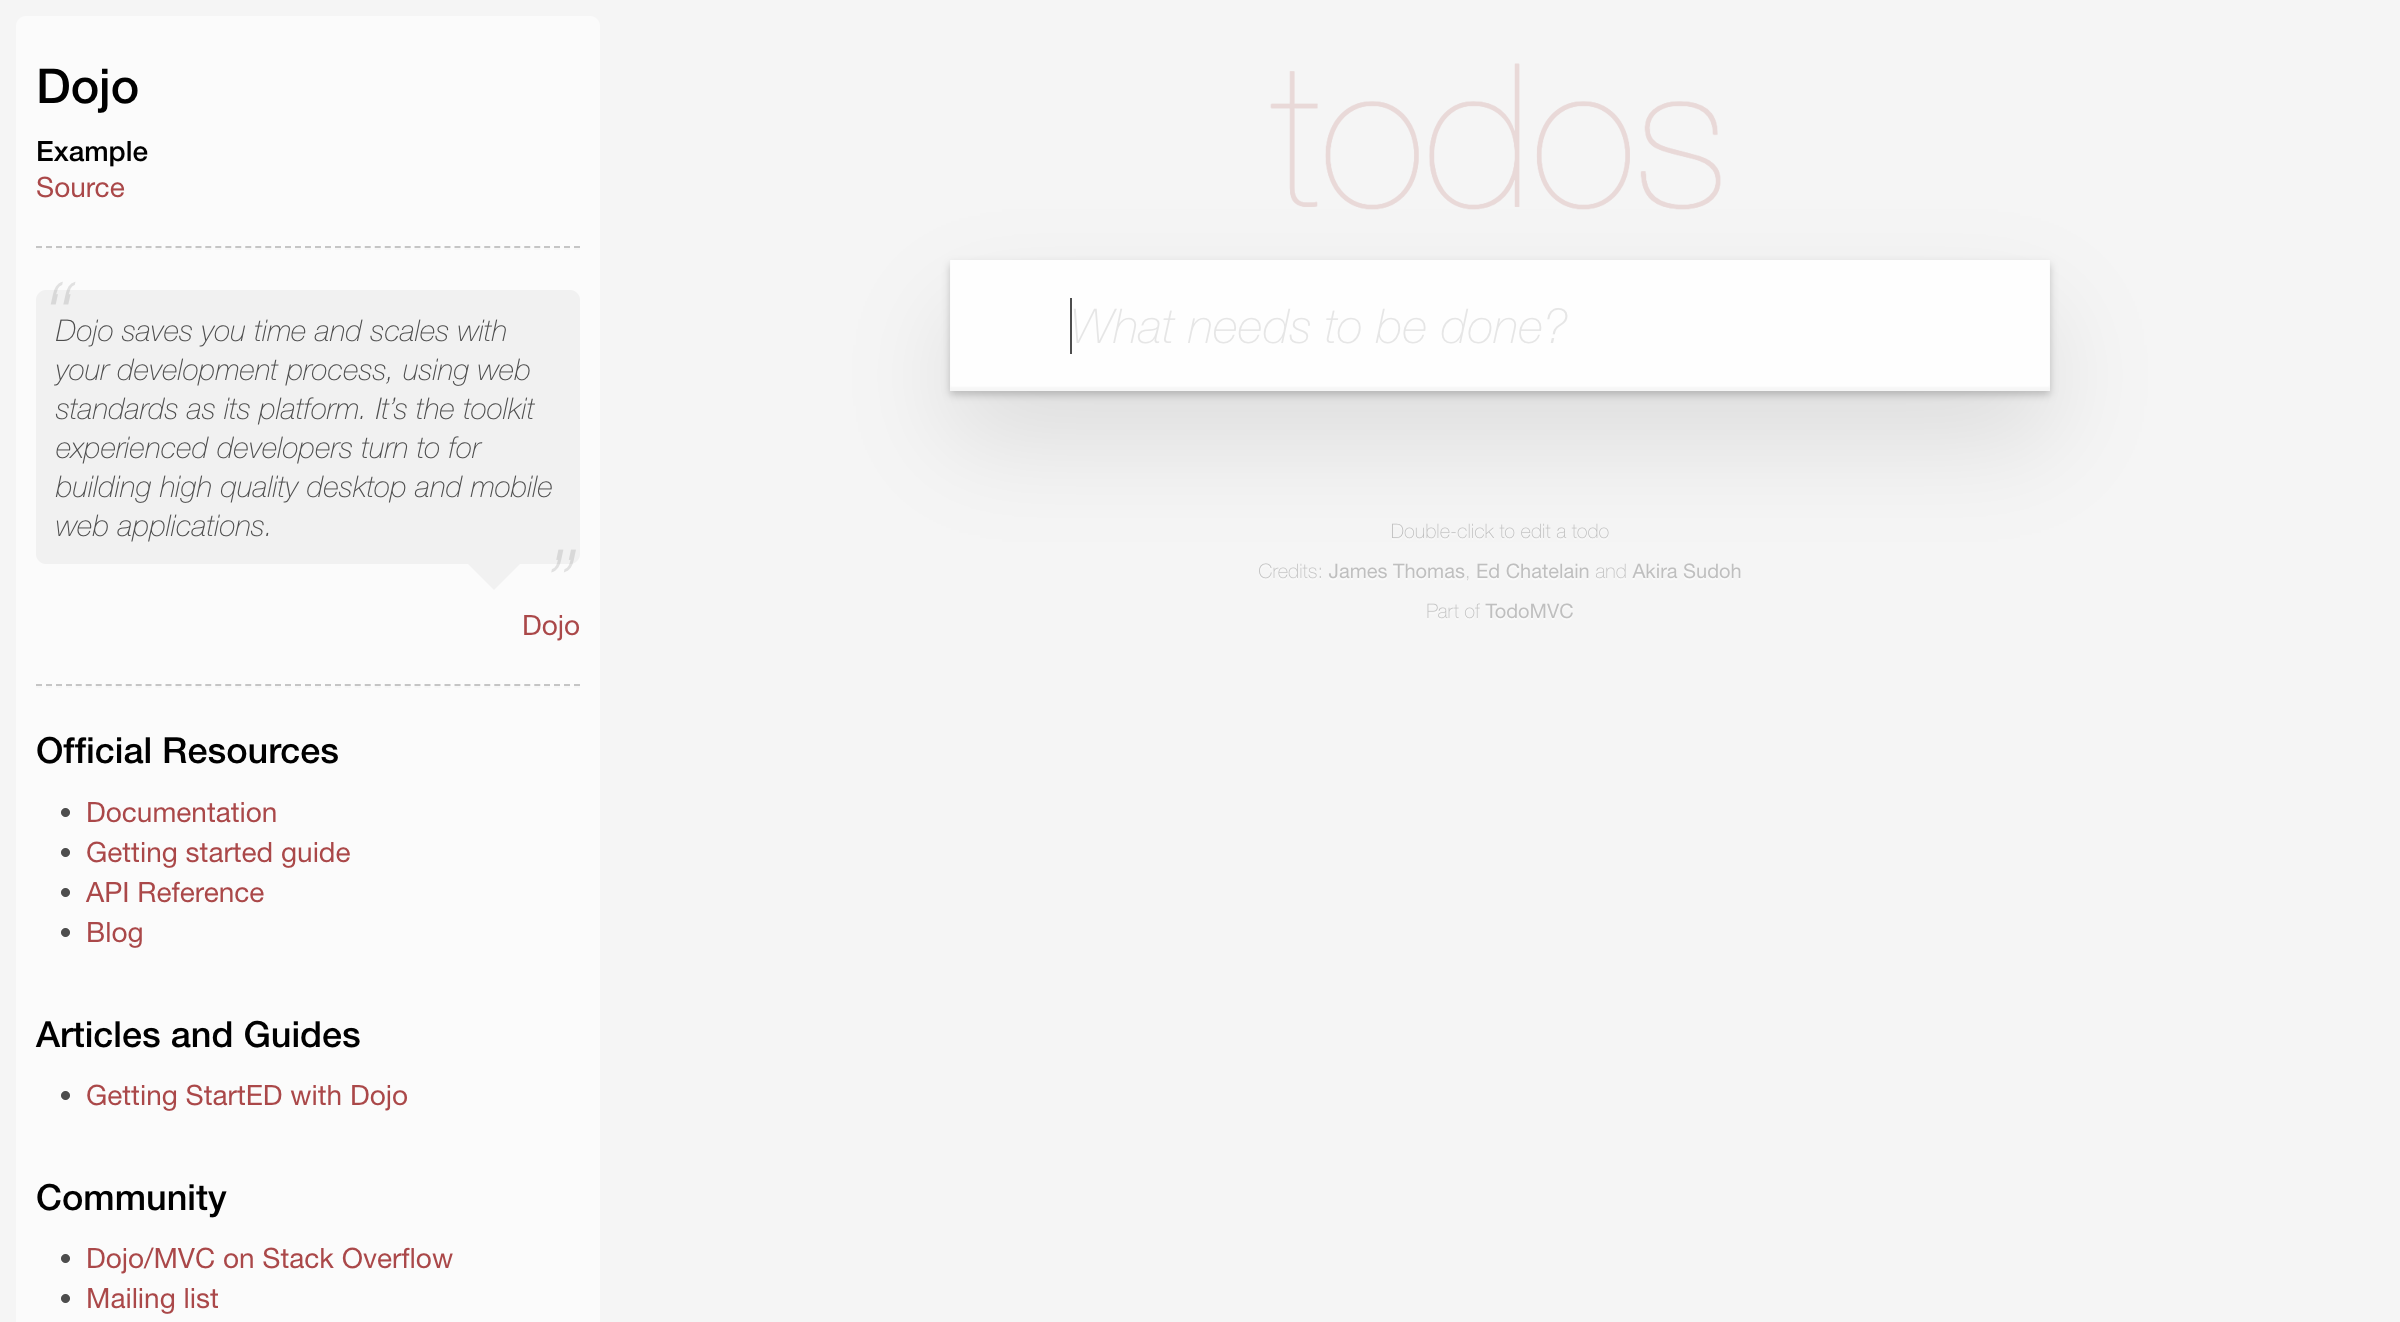 Dojo
Example
Source
“
Dojo saves you time and scales with
your development process, using web
standards as its platform. It’s the toolkit
experienced developers turn to for
building high quality desktop and mobile
web applications.
”
Dojo
Official Resources
• Documentation
• Getting started guide
• API Reference
• Blog
Articles and Guides
• Getting StartED with Dojo
Community
• Dojo/MVC on Stack Overflow
• Mailing list
todos
What needs to be done?
Double-click to edit a todo
Credits: James Thomas, Ed Chatelain and Akira Sudoh
Part of TodoMVC